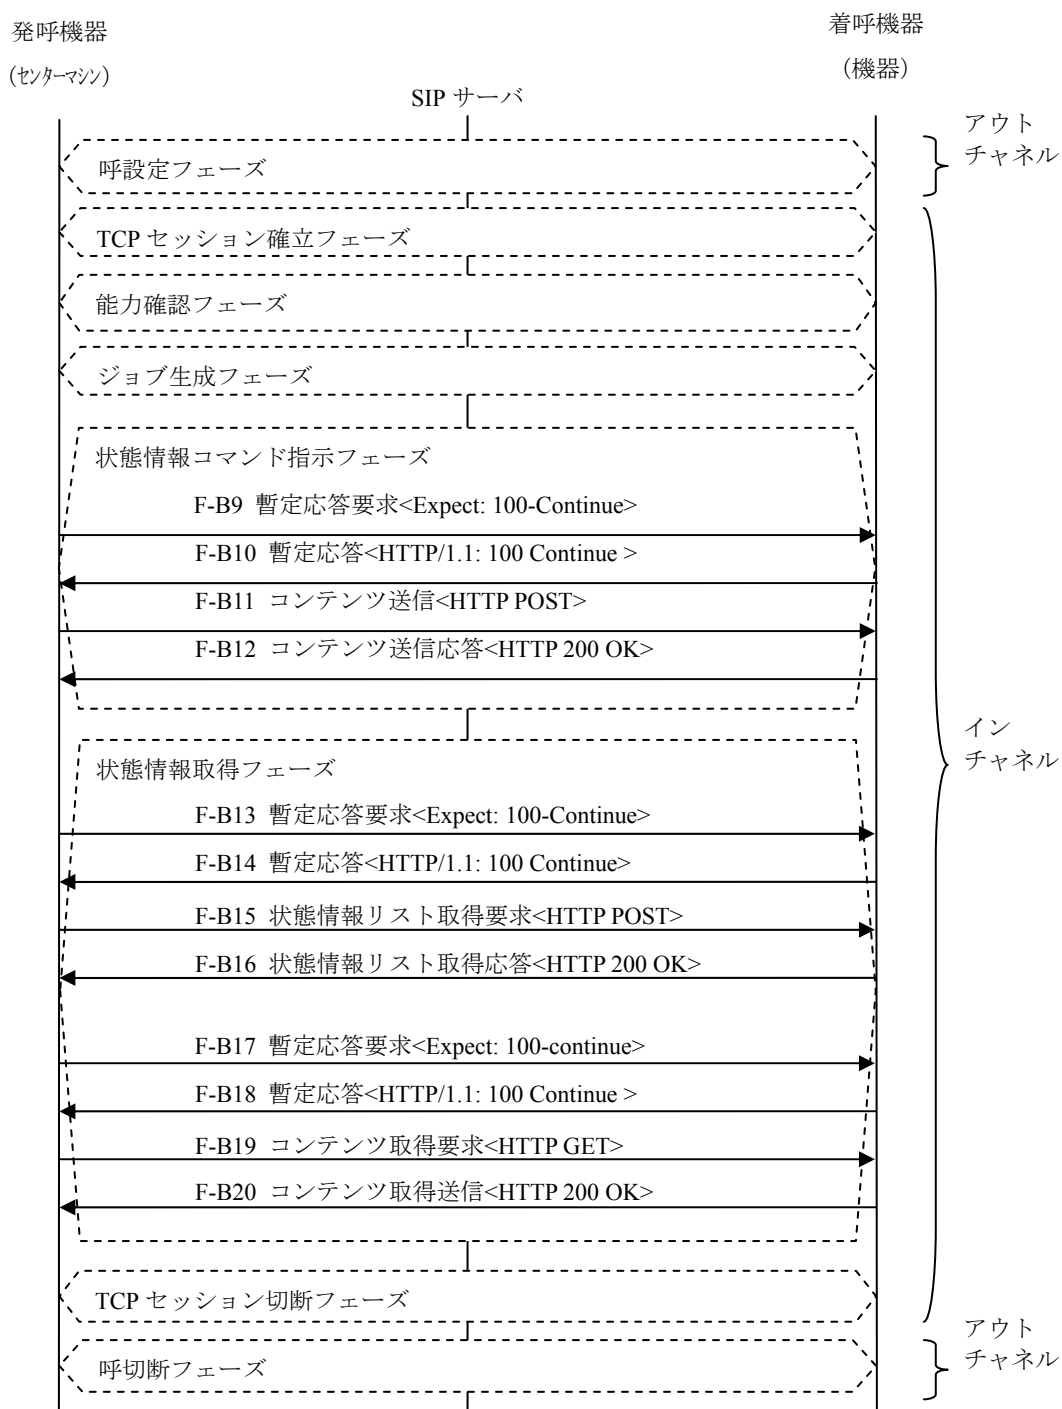 発呼機器
(センターマシン)
SIP サーバ
着呼機器
(機器)
アウト
チャネル
呼設定フェーズ
TCP セッション確立フェーズ
能力確認フェーズ
ジョブ生成フェーズ
状態情報コマンド指示フェーズ
F-B9 暫定応答要求<Expect: 100-Continue>
F-B10 暫定応答<HTTP/1.1: 100 Continue >
F-B11 コンテンツ送信<HTTP POST>
F-B12 コンテンツ送信応答<HTTP 200 OK>
イン
チャネル
状態情報取得フェーズ
F-B13 暫定応答要求<Expect: 100-Continue>
F-B14 暫定応答<HTTP/1.1: 100 Continue>
F-B15 状態情報リスト取得要求<HTTP POST>
F-B16 状態情報リスト取得応答<HTTP 200 OK>
F-B17 暫定応答要求<Expect: 100-continue>
F-B18 暫定応答<HTTP/1.1: 100 Continue >
F-B19 コンテンツ取得要求<HTTP GET>
F-B20 コンテンツ取得送信<HTTP 200 OK>
TCP セッション切断フェーズ
アウト
チャネル
呼切断フェーズ